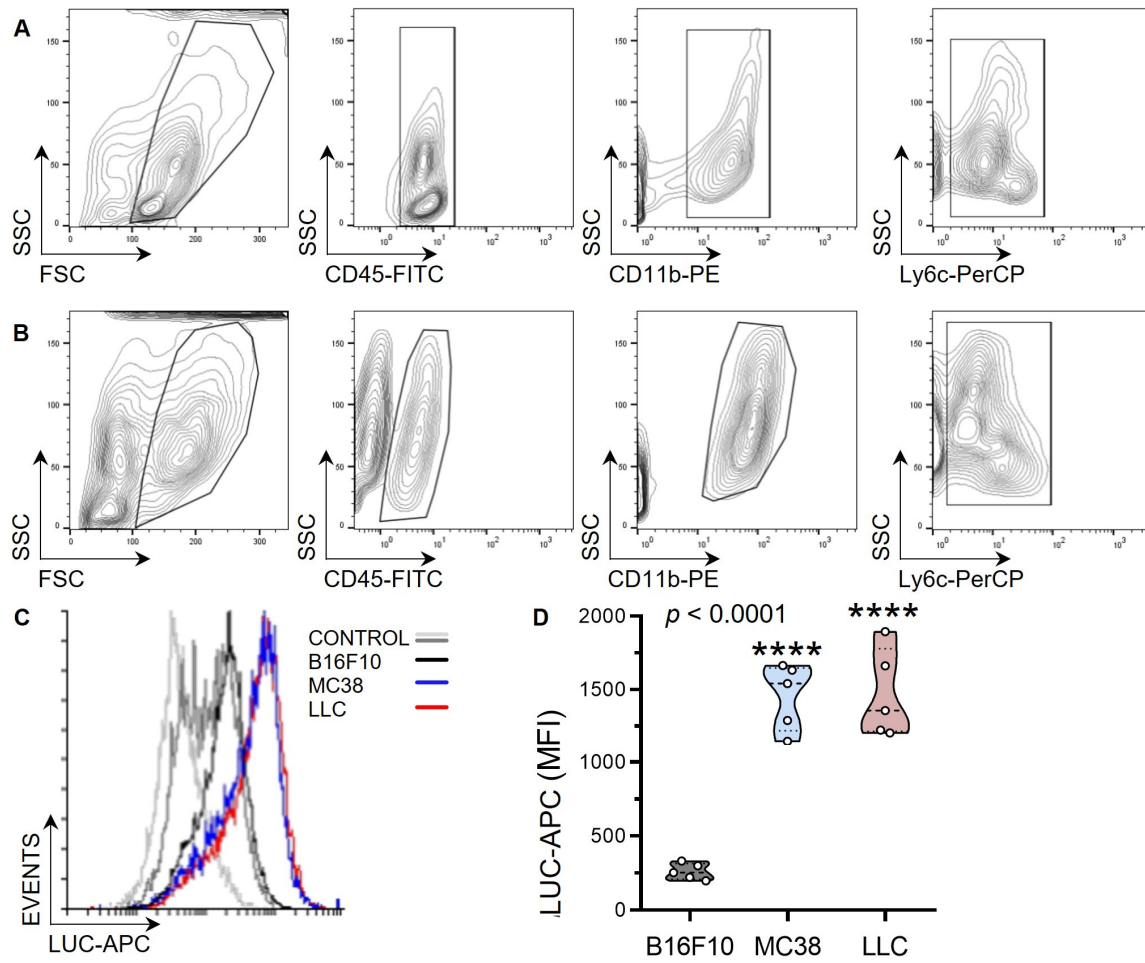 A
150
100
50
0
SSC
0
100
200
300
FSC
SSC
10⁰
10¹
10²
10³
CD45-FITC
150
100
50
0
SSC
10⁰
10¹
10²
10³
CD11b-PE
150
100
50
0
SSC
10⁰
10¹
10²
10³
Ly6c-PerCP
B
150
100
50
0
SSC
0
100
200
300
FSC
150
100
50
0
SSC
10⁰
10¹
10²
10³
CD45-FITC
150
100
50
0
SSC
10⁰
10¹
10²
10³
CD11b-PE
150
100
50
0
SSC
10⁰
10¹
10²
10³
Ly6c-PerCP
C
CONTROL
B16F10
MC38
LLC
EVENTS
LUC-APC
D
p < 0.0001
****
****
2000
1500
1000
500
0
LUC-APC (MFI)
B16F10 MC38 LLC